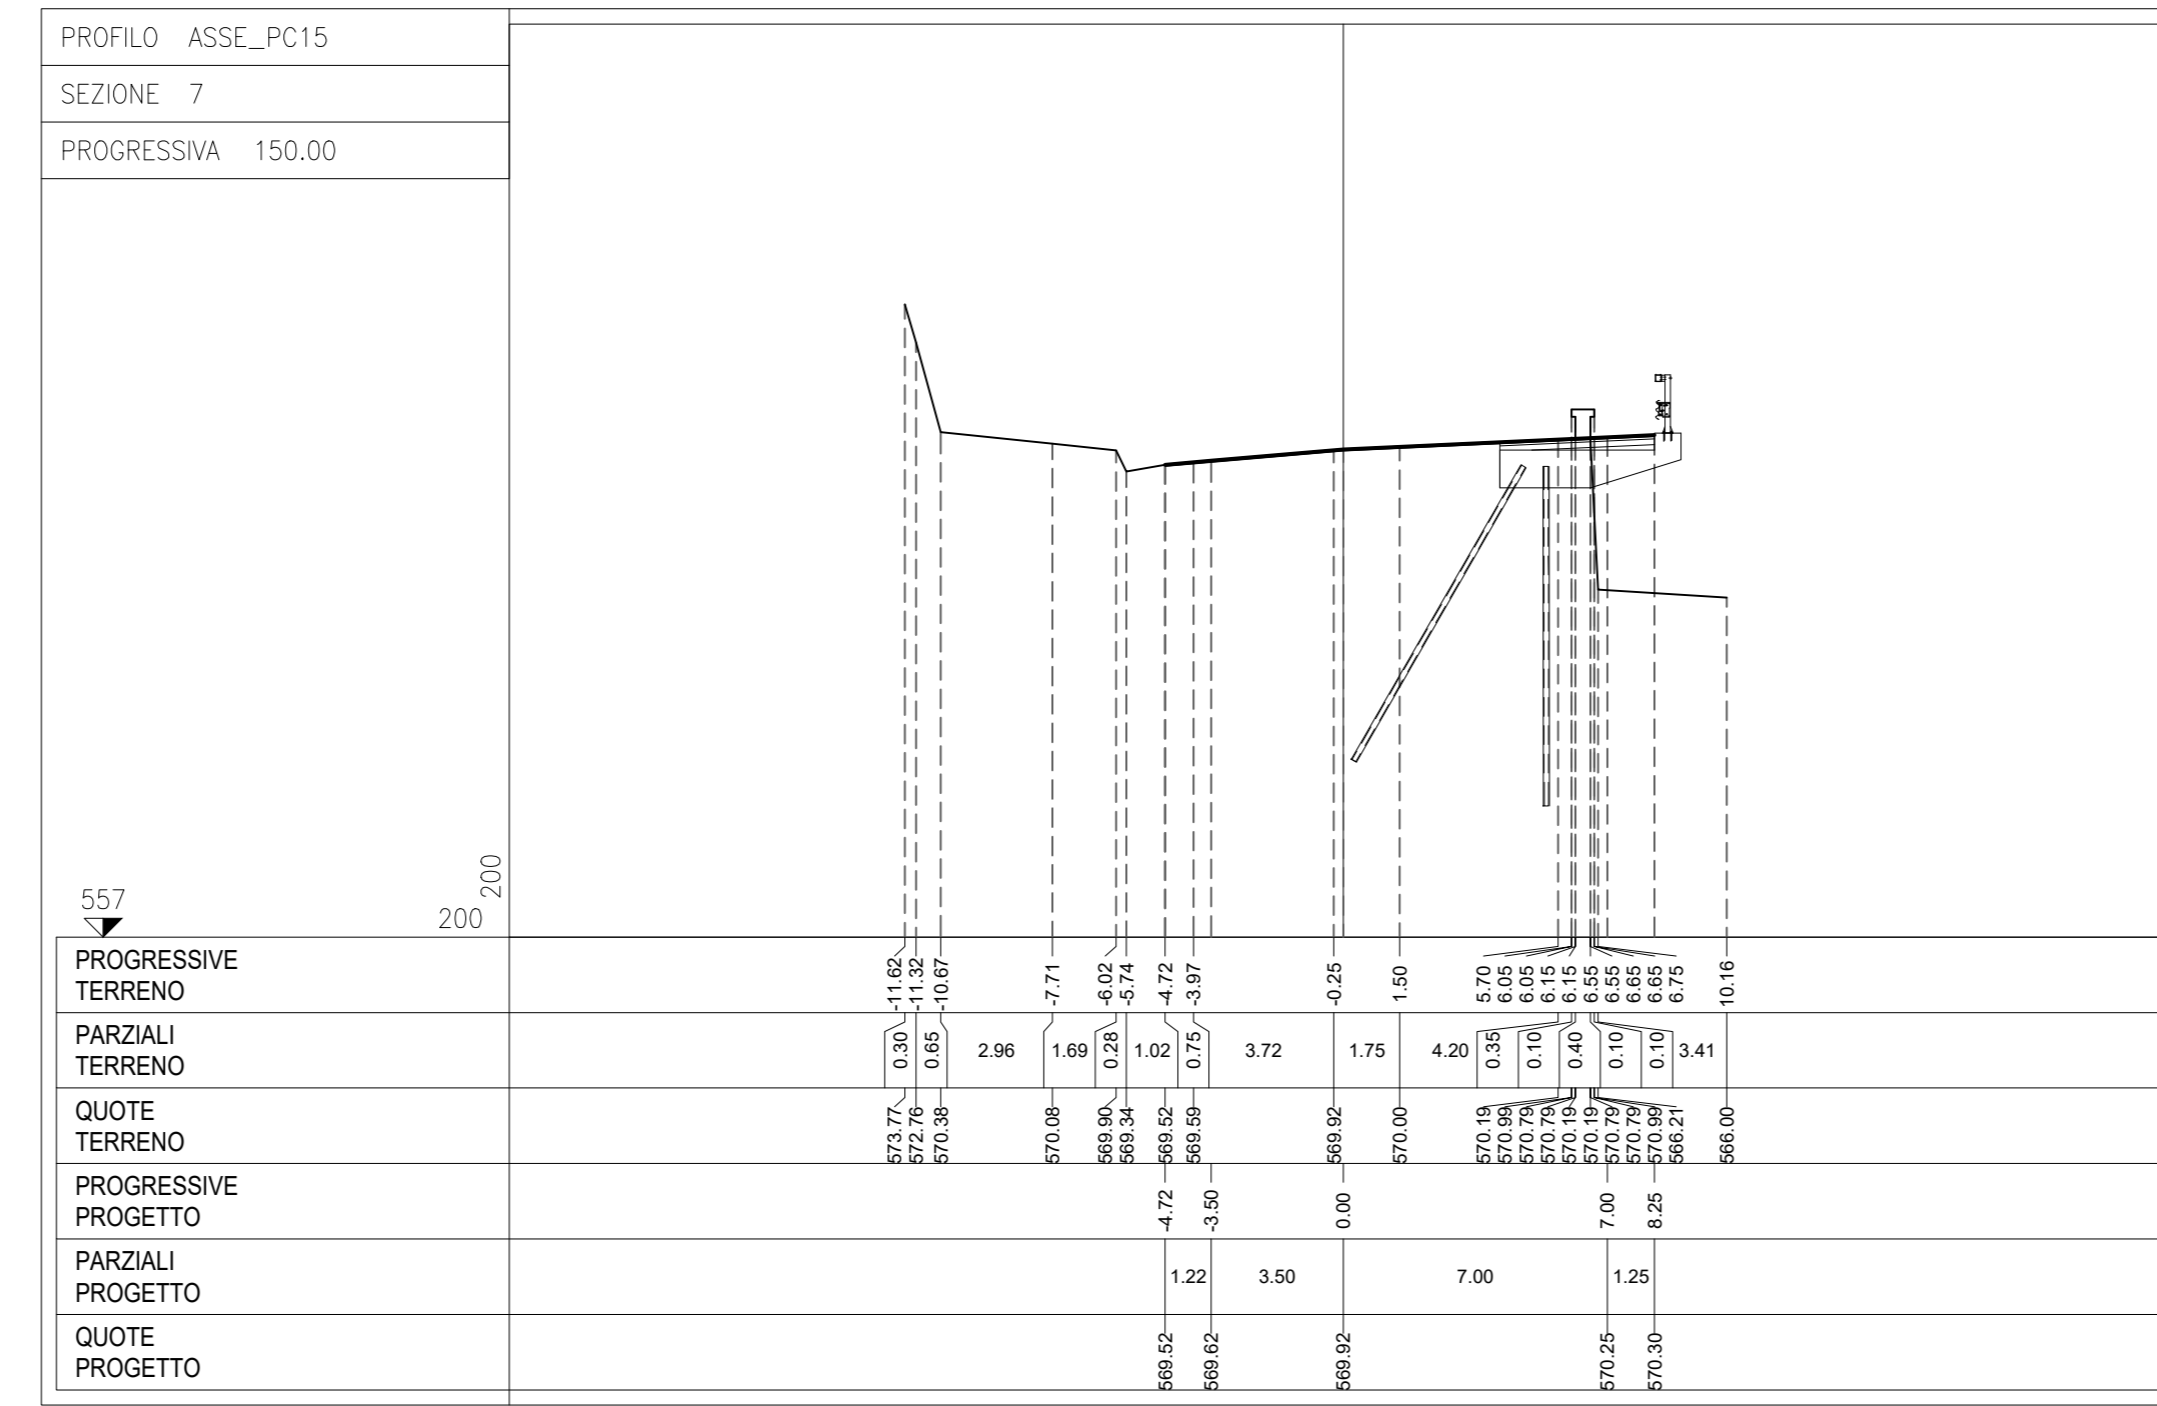 PROFILO ASSE_PC15
SEZIONE 7
PROGRESSIVA 150.00
557
200
200
PROGRESSIVE
TERRENO
-11.62 -11.32 -10.67 -7.71 -6.02 -5.74 -4.72 -3.97 -0.25 1.50 5.70 6.05 6.05 6.15 6.15 6.55 6.55 6.65 6.65 6.75 10.16
PARZIALI
TERRENO
0.30 0.65 2.96 1.69 0.28 1.02 0.75 3.72 1.75 4.20 0.35 0.10 0.40 0.10 0.10 3.41
QUOTE
TERRENO
573.77 572.76 570.38 570.08 569.90 569.34 569.52 569.59 569.92 570.00 570.19 570.99 570.79 570.79 570.19 570.19 570.79 570.79 570.99 566.21 566.00
PROGRESSIVE
PROGETTO
-4.72 -3.50 0.00 7.00 8.25
PARZIALI
PROGETTO
1.22 3.50 7.00 1.25
QUOTE
PROGETTO
569.52 569.62 569.92 570.25 570.30